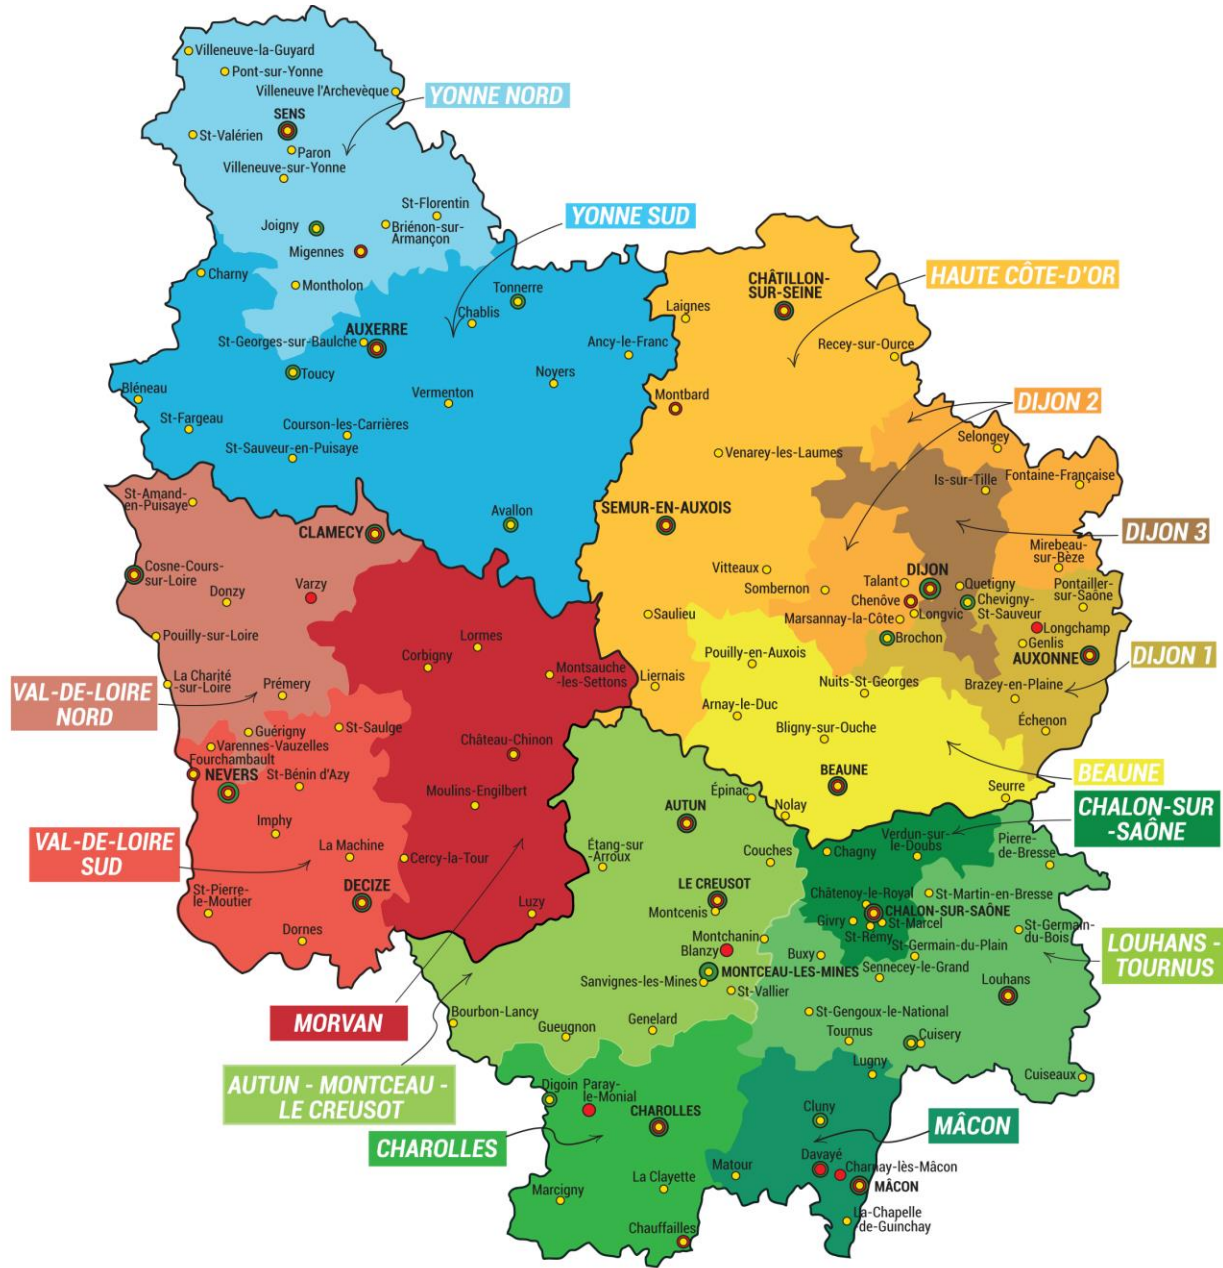 Villeneuve-la-Guyard
Pont-sur-Yonne
Villeneuve l'Archevèque
YONNE NORD
SENS
St-Valérien
Paron
Villeneuve-sur-Yonne
St-Florentin
Joigny
Briénon-sur-
Armançon
YONNE SUD
Migennes
Charny
Montholon
Tonnerre
Chablis
CHÂTILLON-
SUR-SEINE
HAUTE CÔTE-D'OR
Laignes
AUXERRE
St-Georges-sur-Baulche
Ancy-le-Franc
Recey-sur-Ource
Toucy
Noyers
Bléneau
Vermenton
Montbard
DIJON 2
St-Fargeau
Courson-les-Carrières
St-Sauveur-en-Puisaye
Selongey
Venarey-les-Laumes
Is-sur-Tille
Fontaine-Française
St-Amand-
en-Puisaye
Avallon
SEMUR-EN-AUXOIS
CLAMECY
DIJON 3
Mirebeau-
sur-Bèze
Cosne-Cours-
sur-Loire
Varzy
Donzy
Vitteaux
Sombernon
DIJON
Talant
Quetigny
Pontailler-
sur-Saône
Chenôve
Chevigny-
St-Sauveur
Longvic
Marsannay-la-Côte
Saulieu
Longchamp
Pouilly-sur-Loire
Lormes
Brochon
Genlis
AUXONNE
Corbigny
Pouilly-en-Auxois
DIJON 1
La Charité
-sur-Loire
Montsauche
-les-Settons
Liernais
Nuits-St-Georges
Brazey-en-Plaine
VAL-DE-LOIRE
NORD
Prémery
Arnay-le-Duc
Échenon
Guérigny
St-Saulge
Bligny-sur-Ouche
Varennes-Vauzelles
Château-Chinon
Fourchambault
NEVERS
St-Bénin d'Azy
BEAUNE
BEAUNE
Moulins-Engilbert
Épinac
Nolay
Seurre
AUTUN
CHALON-SUR
-SAÔNE
Imphy
VAL-DE-LOIRE
SUD
La Machine
Étang-sur
-Arroux
Couches
Chagny
Verdun-sur-
le-Doubs
Pierre-
de-Bresse
Cercy-la-Tour
St-Pierre-
le-Moutier
DECIZE
LE CREUSOT
Châtenoy-le-Royal
St-Martin-en-Bresse
Luzy
Montcenis
CHALON-SUR-SAÔNE
Givry
St-Marcel
St-Rémy
St-Germain-
du-Bois
Dornes
Montchanin
Blanzy
Buxy
St-Germain-du-Plain
LOUHANS -
TOURNUS
MONTCEAU-LES-MINES
Sennecey-le-Grand
Sanvignes-les-Mines
St-Vallier
Louhans
MORVAN
Bourbon-Lancy
Gueugnon
Genelard
St-Gengoux-le-National
Tournus
Cuisery
Lugny
AUTUN - MONTCEAU -
LE CREUSOT
Digoin
Paray-
le-Monial
Cuiseaux
CHAROLLES
Cluny
CHAROLLES
MÂCON
Matour
Davayé
Charnay-lès-Mâcon
MÂCON
Marcigny
La Clayette
La-Chapelle
de-Guinchay
Chauffailles